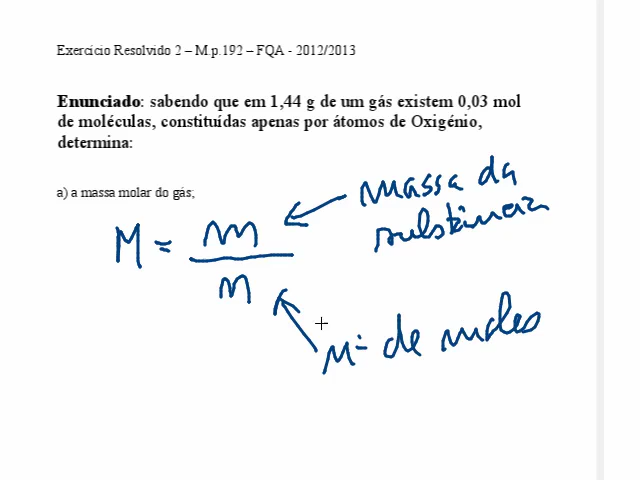 Exercício Resolvido 2 – M p.192 – FQA - 2012/2013
Enunciado: sabendo que em 1,44 g de um gás existem 0,03 mol
de moléculas, constituídas apenas por átomos de Oxigénio,
determina:
a) a massa molar do gás;
massa da
substância
M = m
n
nº de moles